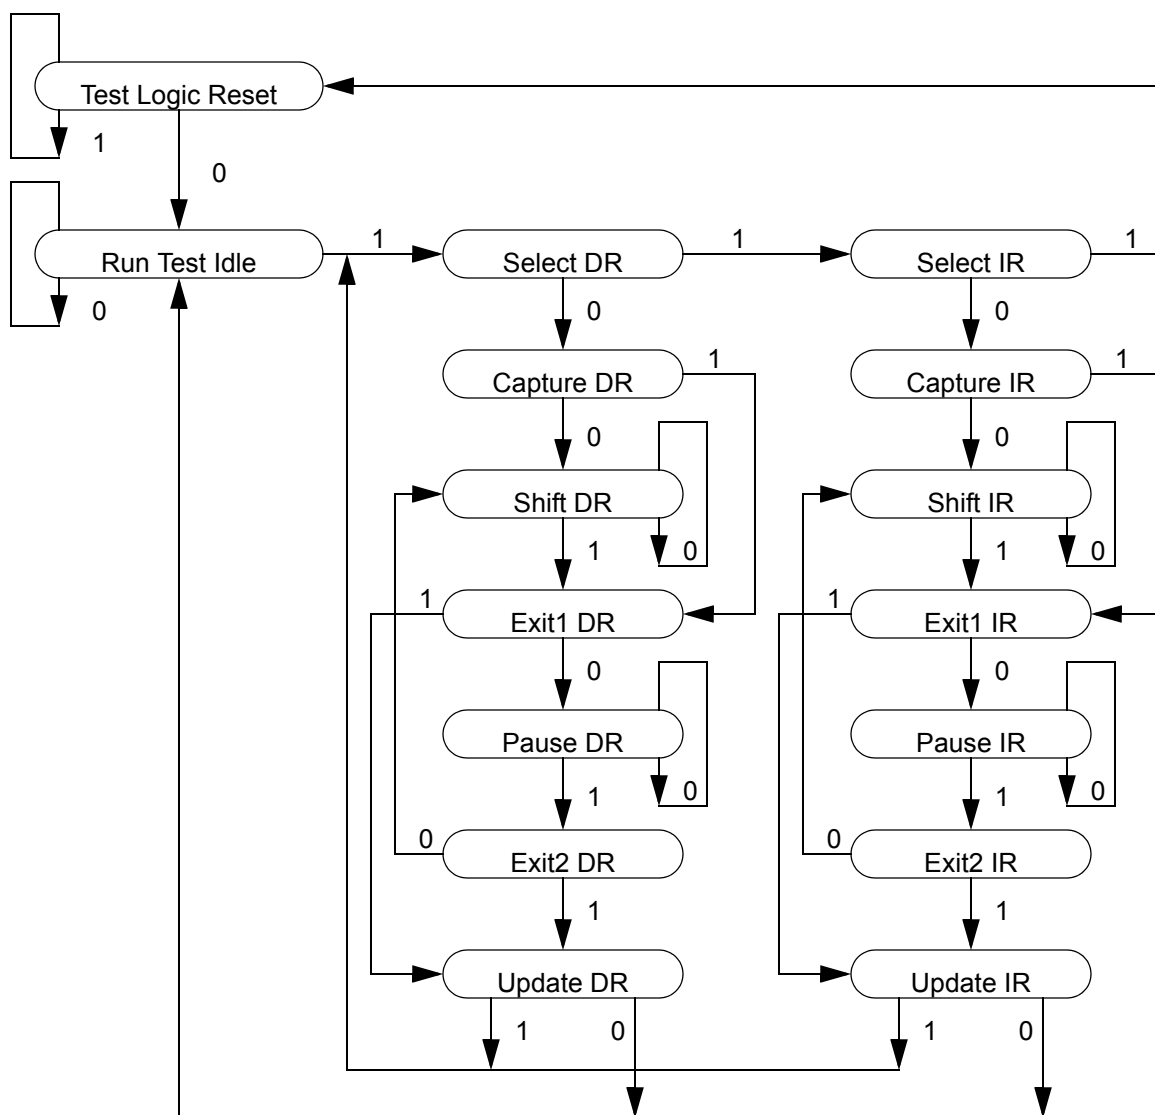 Test Logic Reset
1
0
Run Test Idle
0
1
Select DR
1
Select IR
1
0
0
Capture DR
1
Capture IR
1
0
0
Shift DR
0
Shift IR
0
1
1
1
Exit1 DR
1
Exit1 IR
0
0
Pause DR
0
Pause IR
0
1
1
0
Exit2 DR
0
Exit2 IR
1
1
Update DR
Update IR
1
0
1
0